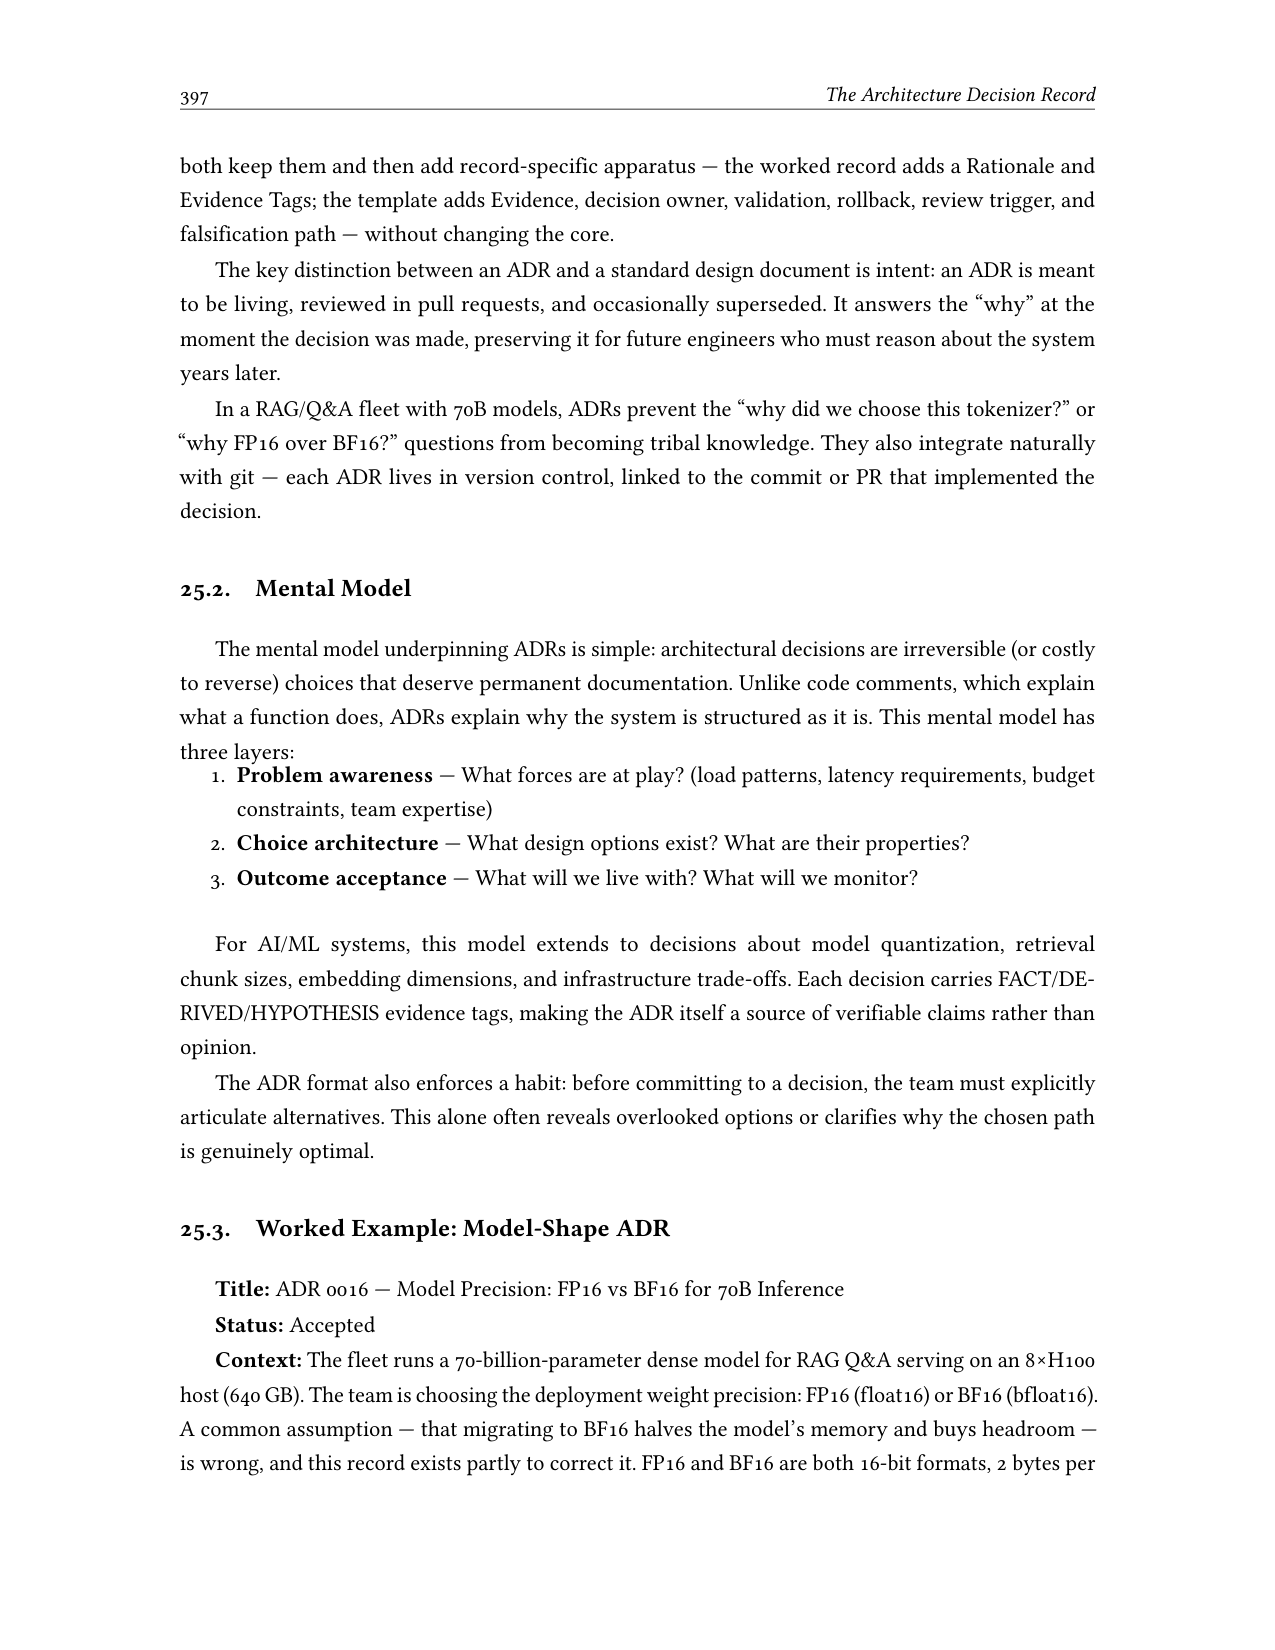 397
The Architecture Decision Record
both keep them and then add record-specific apparatus — the worked record adds a Rationale and
Evidence Tags; the template adds Evidence, decision owner, validation, rollback, review trigger, and
falsification path — without changing the core.
The key distinction between an ADR and a standard design document is intent: an ADR is meant
to be living, reviewed in pull requests, and occasionally superseded. It answers the “why” at the
moment the decision was made, preserving it for future engineers who must reason about the system
years later.
In a RAG/Q&A fleet with 70B models, ADRs prevent the “why did we choose this tokenizer?” or
“why FP16 over BF16?” questions from becoming tribal knowledge. They also integrate naturally
with git — each ADR lives in version control, linked to the commit or PR that implemented the
decision.
25.2. Mental Model
The mental model underpinning ADRs is simple: architectural decisions are irreversible (or costly
to reverse) choices that deserve permanent documentation. Unlike code comments, which explain
what a function does, ADRs explain why the system is structured as it is. This mental model has
three layers:
1. Problem awareness — What forces are at play? (load patterns, latency requirements, budget
constraints, team expertise)
2. Choice architecture — What design options exist? What are their properties?
3. Outcome acceptance — What will we live with? What will we monitor?
For AI/ML systems, this model extends to decisions about model quantization, retrieval
chunk sizes, embedding dimensions, and infrastructure trade-offs. Each decision carries FACT/DE-
RIVED/HYPOTHESIS evidence tags, making the ADR itself a source of verifiable claims rather than
opinion.
The ADR format also enforces a habit: before committing to a decision, the team must explicitly
articulate alternatives. This alone often reveals overlooked options or clarifies why the chosen path
is genuinely optimal.
25.3. Worked Example: Model-Shape ADR
Title: ADR 0016 — Model Precision: FP16 vs BF16 for 70B Inference
Status: Accepted
Context: The fleet runs a 70-billion-parameter dense model for RAG Q&A serving on an 8×H100
host (640 GB). The team is choosing the deployment weight precision: FP16 (float16) or BF16 (bfloat16).
A common assumption — that migrating to BF16 halves the model’s memory and buys headroom —
is wrong, and this record exists partly to correct it. FP16 and BF16 are both 16-bit formats, 2 bytes per